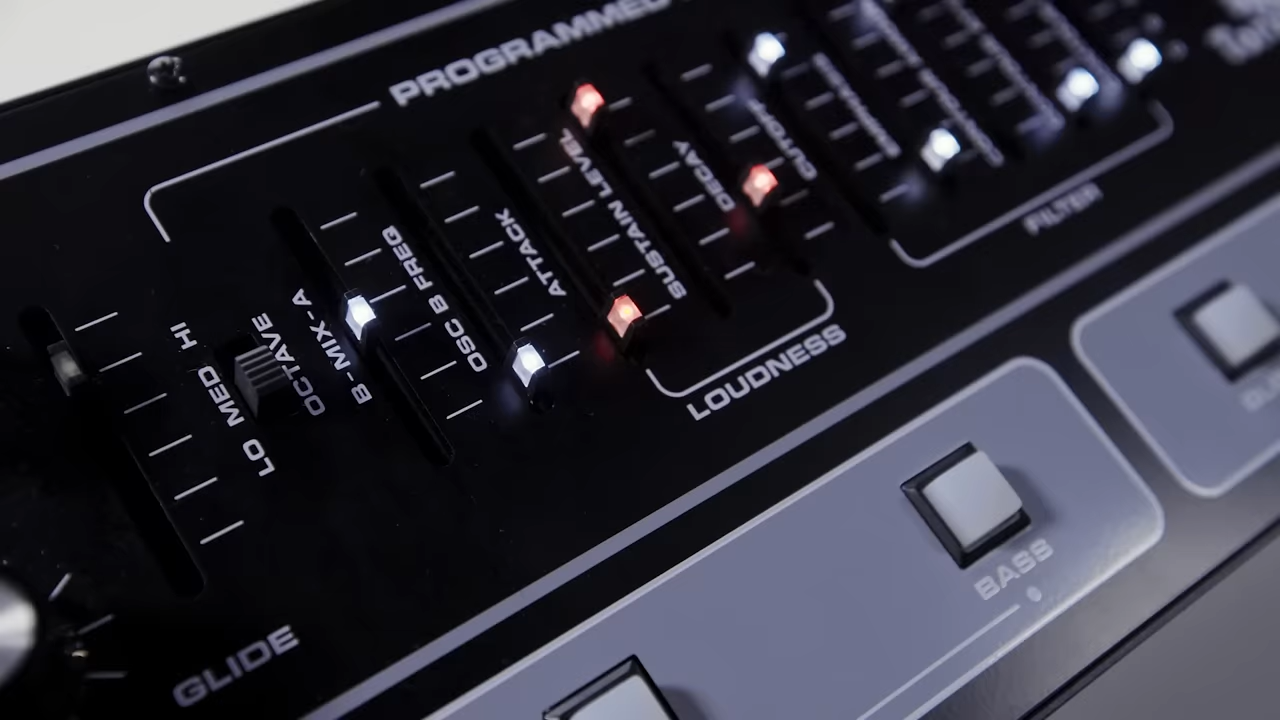 PROGRAMMED
HI
MED
LO
OCTAVE
B-MIX-A
OSC B FREQ
ATTACK
SUSTAIN LEVEL
DECAY
CUTOFF
LOUDNESS
FILTER
GLIDE
BASS